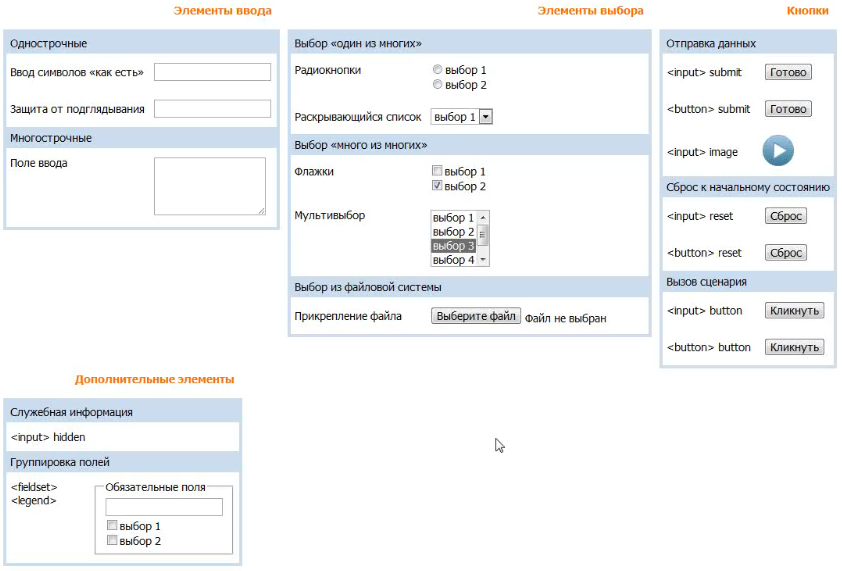 Элементы ввода
Однострочные
Ввод символов «как есть»
Защита от подглядывания
Многострочные
Поле ввода
Элементы выбора
Выбор «один из многих»
Радиокнопки
выбор 1
выбор 2
Раскрывающийся список
выбор 1
Выбор «много из многих»
Флажки
выбор 1
выбор 2
Мультивыбор
выбор 1
выбор 2
выбор 3
выбор 4
Выбор из файловой системы
Прикрепление файла
Выберите файл
Файл не выбран
Кнопки
Отправка данных
<input> submit
Готово
<button> submit
Готово
<input> image
Сброс к начальному состоянию
<input> reset
Сброс
<button> reset
Сброс
Вызов сценария
<input> button
Кликнуть
<button> button
Кликнуть
Дополнительные элементы
Служебная информация
<input> hidden
Группировка полей
<fieldset>
<legend>
Обязательные поля
выбор 1
выбор 2